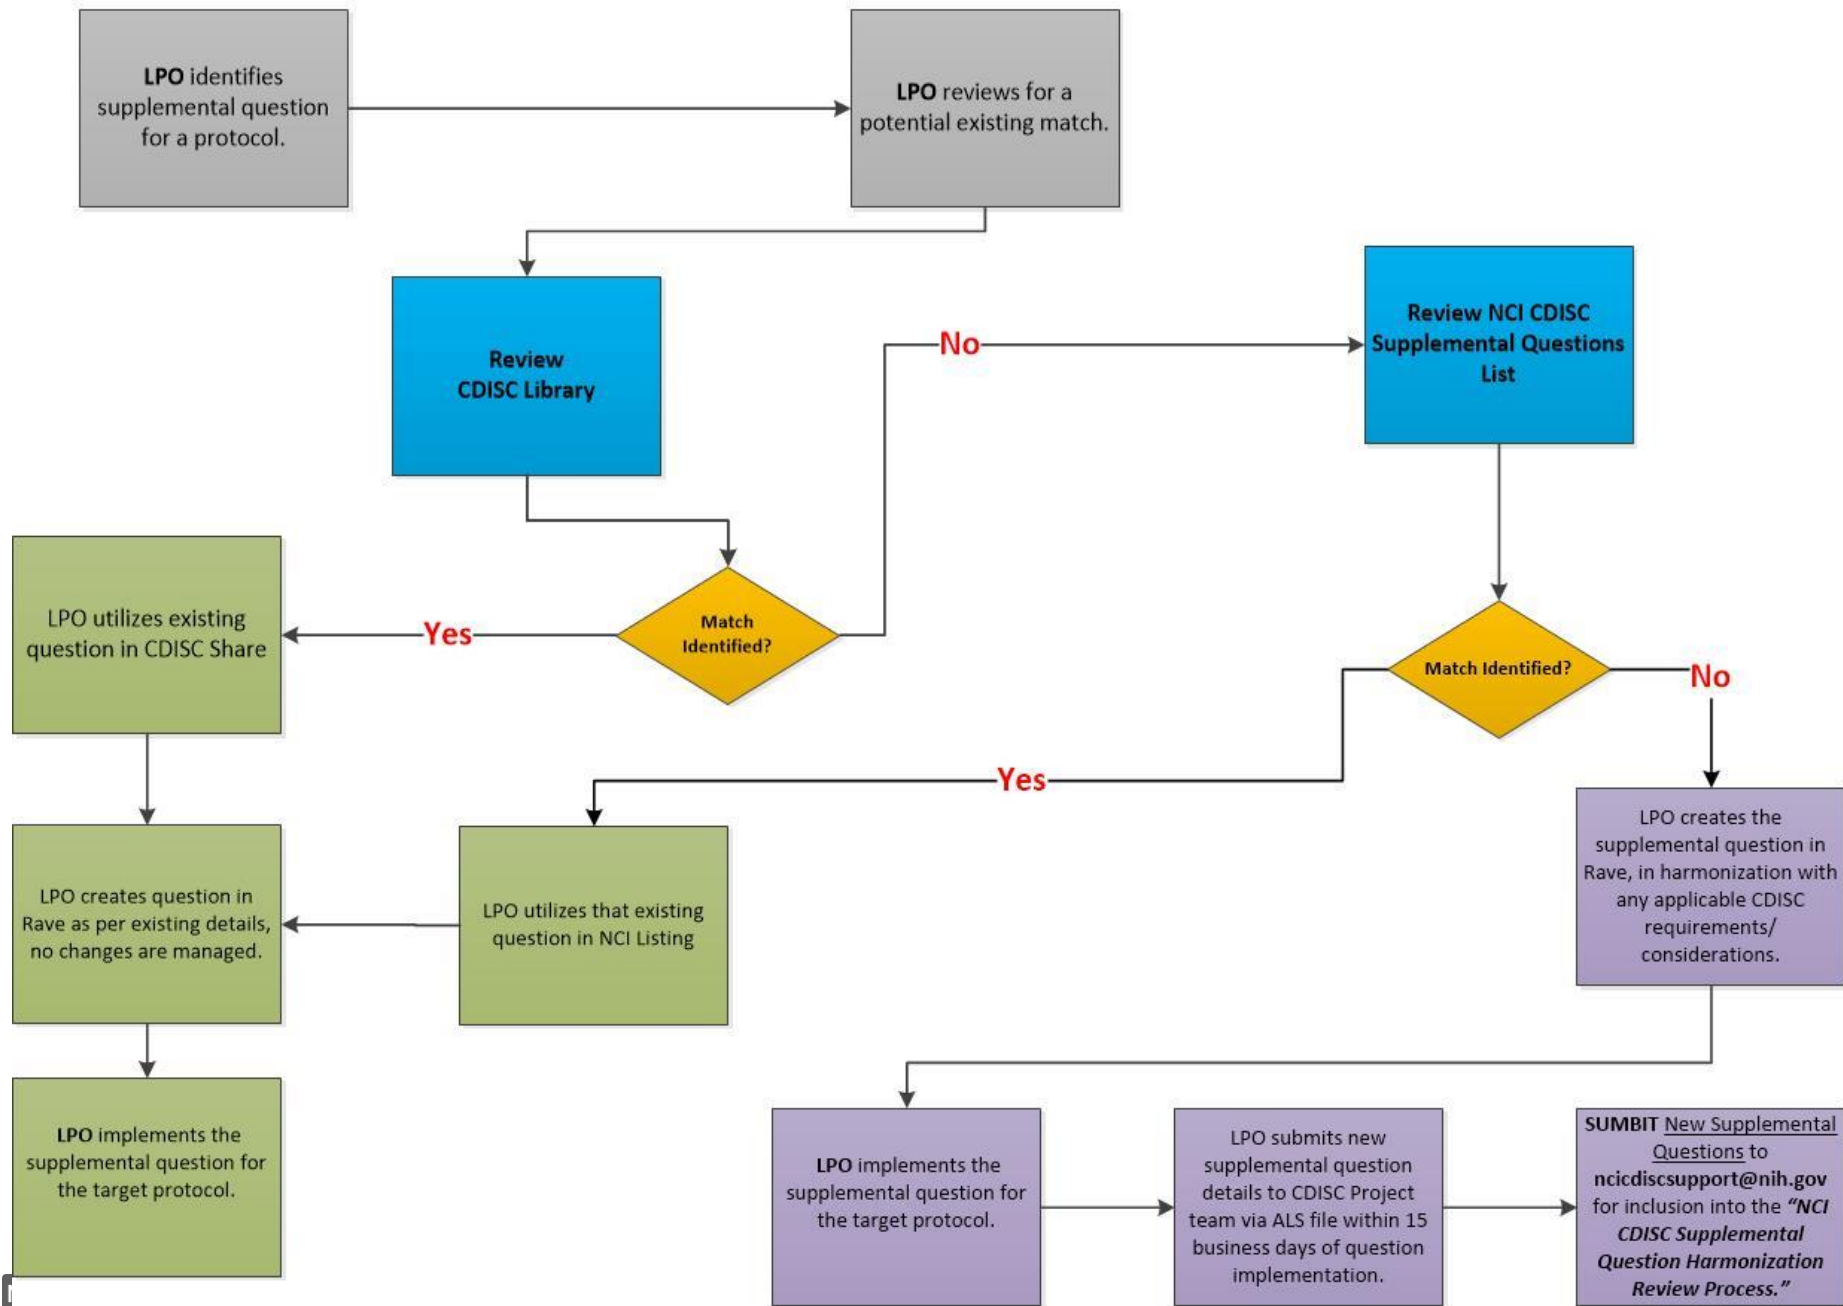 LPO identifies
supplemental question
for a protocol.
LPO reviews for a
potential existing match.
Review
CDISC Library
No
Review NCI CDISC
Supplemental Questions
List
LPO utilizes existing
question in CDISC Share
Yes
Match
Identified?
Match Identified?
No
Yes
LPO creates question in
Rave as per existing details,
no changes are managed.
LPO utilizes that existing
question in NCI Listing
LPO creates the
supplemental question in
Rave, in harmonization with
any applicable CDISC
requirements/
considerations.
LPO implements the
supplemental question for
the target protocol.
LPO implements the
supplemental question for
the target protocol.
LPO submits new
supplemental question
details to CDISC Project
team via ALS file within 15
business days of question
implementation.
SUMBIT New Supplemental
Questions to
ncicdiscsupport@nih.gov
for inclusion into the “NCI
CDISC Supplemental
Question Harmonization
Review Process.”